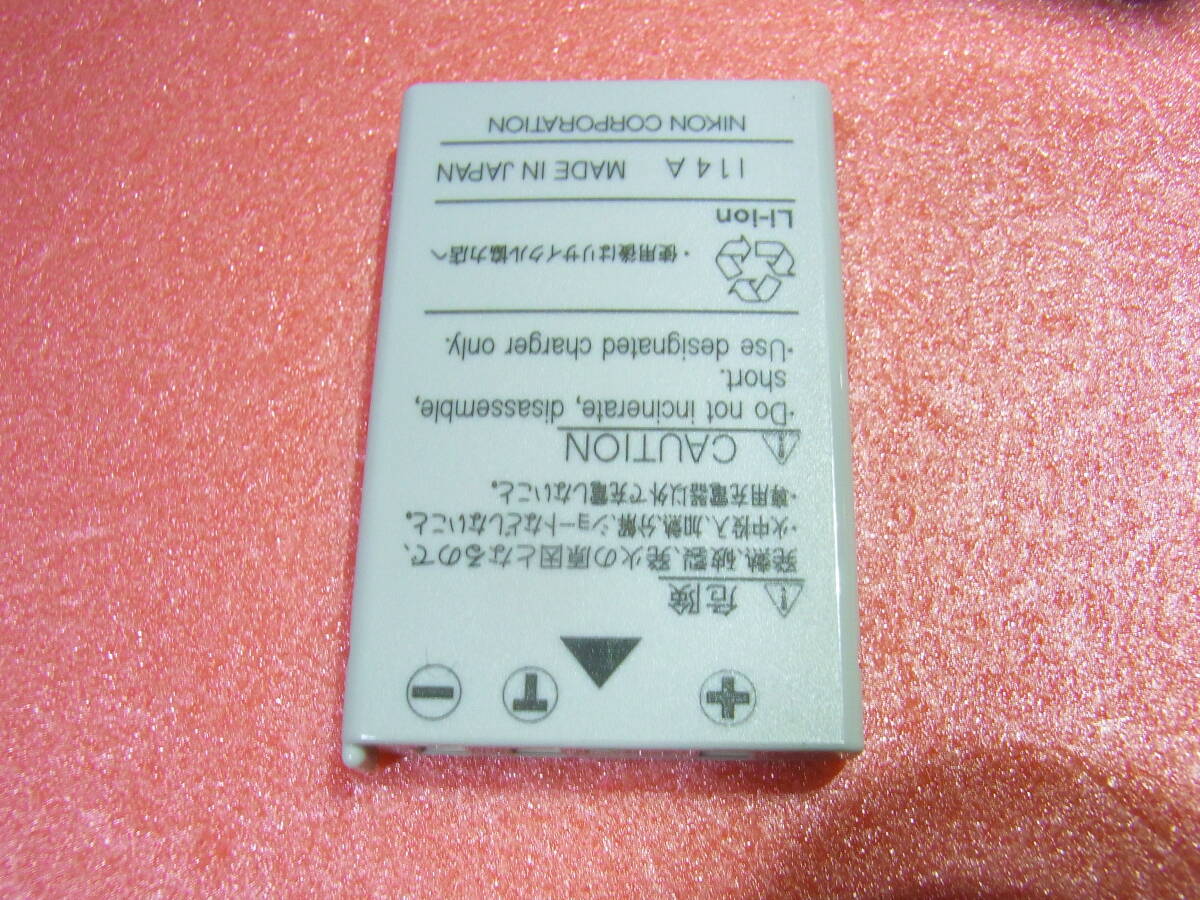 + T −
危険
発熱、破裂、発火の原因となるので、
・火中投入、加熱、分解、ショートなどしないこと。
・専用充電器以外で充電しないこと。
CAUTION
·Do not incinerate, disassemble,
short.
·Use designated charger only.
・使用後はリサイクル協力店へ
Li-ion
I14A MADE IN JAPAN
NIKON CORPORATION